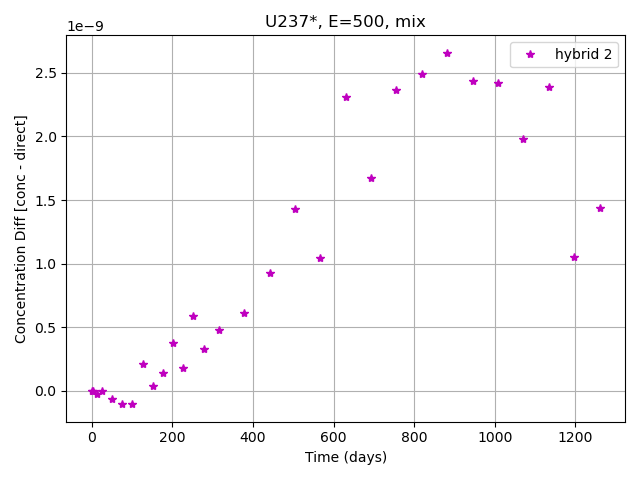 U237*, E=500, mix
1e−9
hybrid 2
Concentration Diff [conc - direct]
2.5
2.0
1.5
1.0
0.5
0.0
0 200 400 600 800 1000 1200
Time (days)